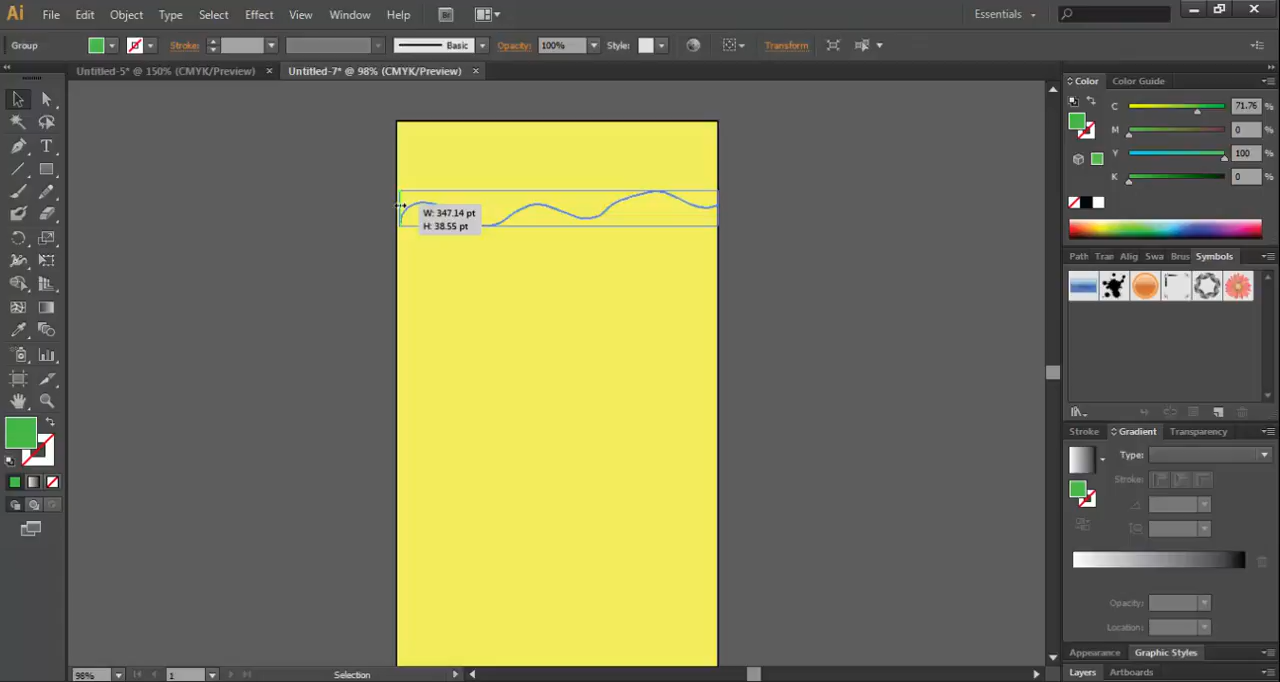 Ai File Edit Object Type Select Effect View Window Help Br Essentials
Group Stroke: Basic Opacity: 100% Style: Transform
Untitled-5* @ 150% (CMYK/Preview) × Untitled-7* @ 98% (CMYK/Preview) ×
Color Color Guide
C 71.76 %
M 0 %
Y 100 %
K 0 %
W: 347.14 pt
H: 38.55 pt
Path Tran Alig Swa Brus Symbols
Stroke Gradient Transparency
Type:
Stroke:
Opacity:
Location:
Appearance Graphic Styles
Layers Artboards
98% 1 Selection